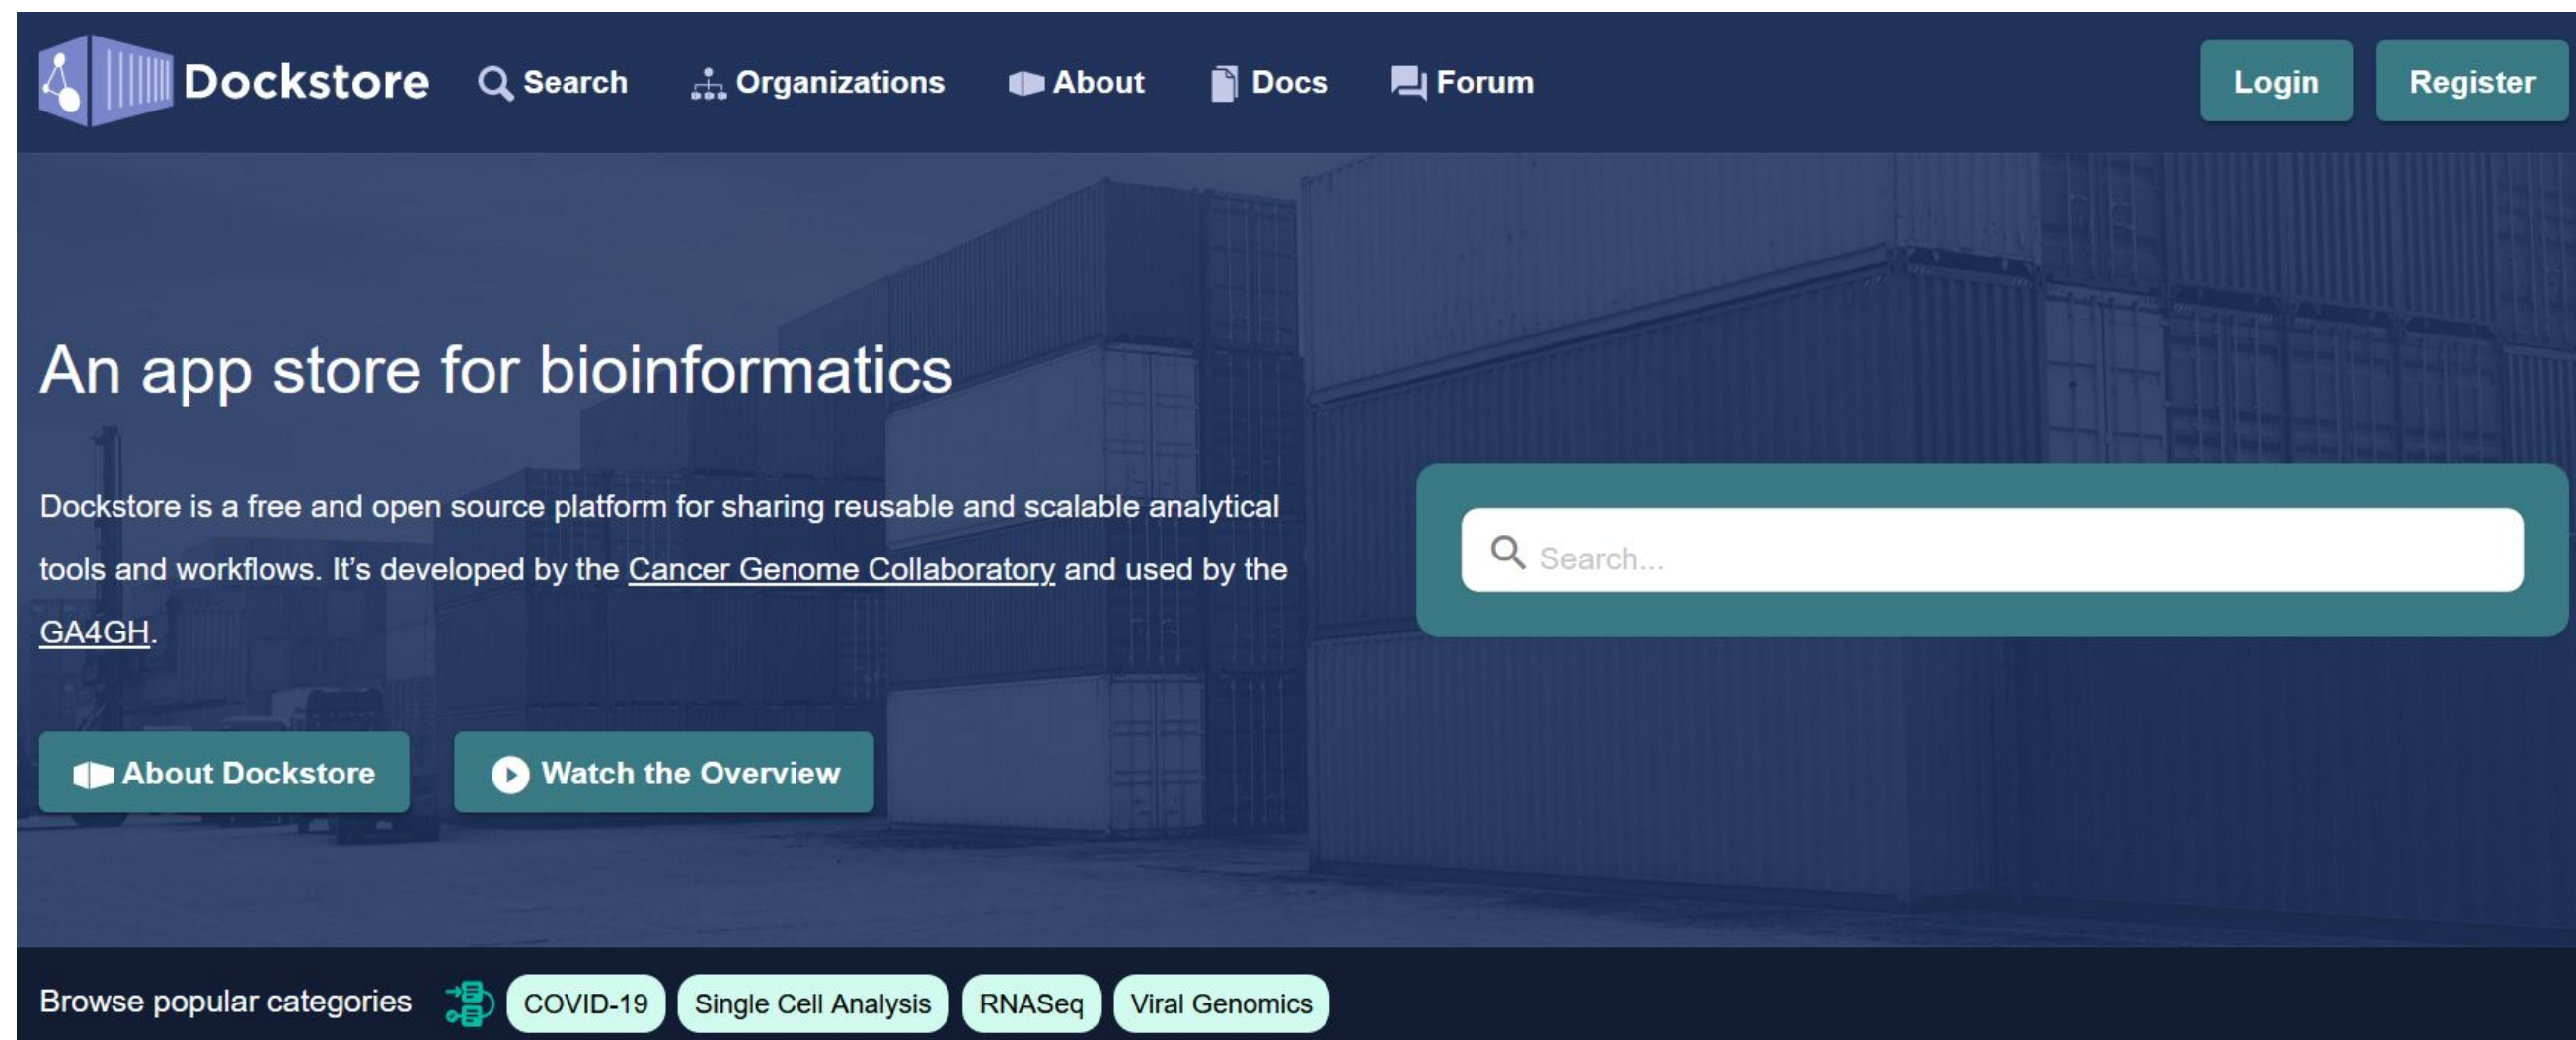 Dockstore Search Organizations About Docs Forum Login Register
An app store for bioinformatics
Dockstore is a free and open source platform for sharing reusable and scalable analytical
tools and workflows. It's developed by the Cancer Genome Collaboratory and used by the
GA4GH.
Search...
About Dockstore Watch the Overview
Browse popular categories COVID-19 Single Cell Analysis RNASeq Viral Genomics